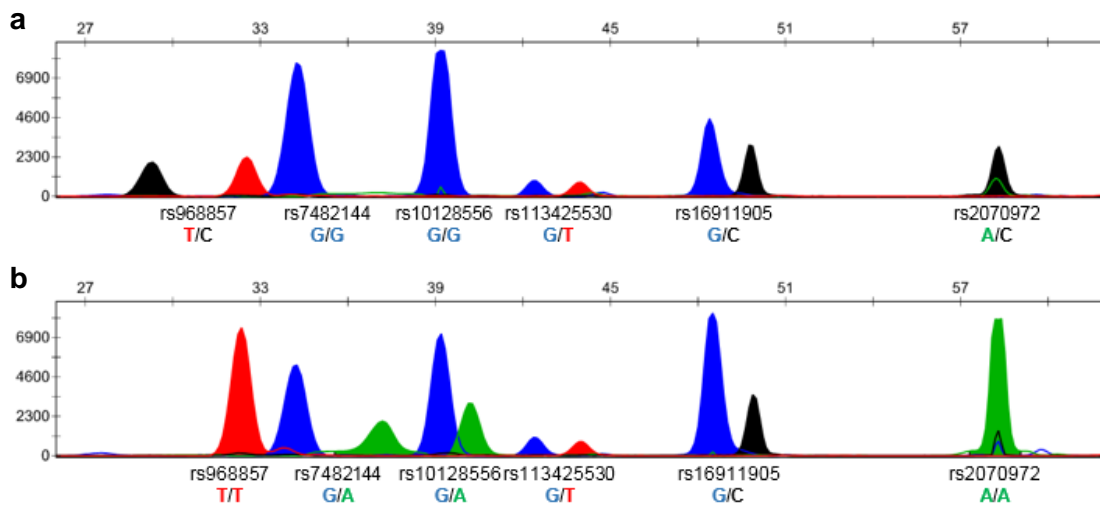 a
27 33 39 45 51 57
6900
4600
2300
0
rs968857 rs7482144 rs10128556 rs113425530 rs16911905 rs2070972
T/C G/G G/G G/T G/C A/C
b
27 33 39 45 51 57
6900
4600
2300
0
rs968857 rs7482144 rs10128556 rs113425530 rs16911905 rs2070972
T/T G/A G/A G/T G/C A/A